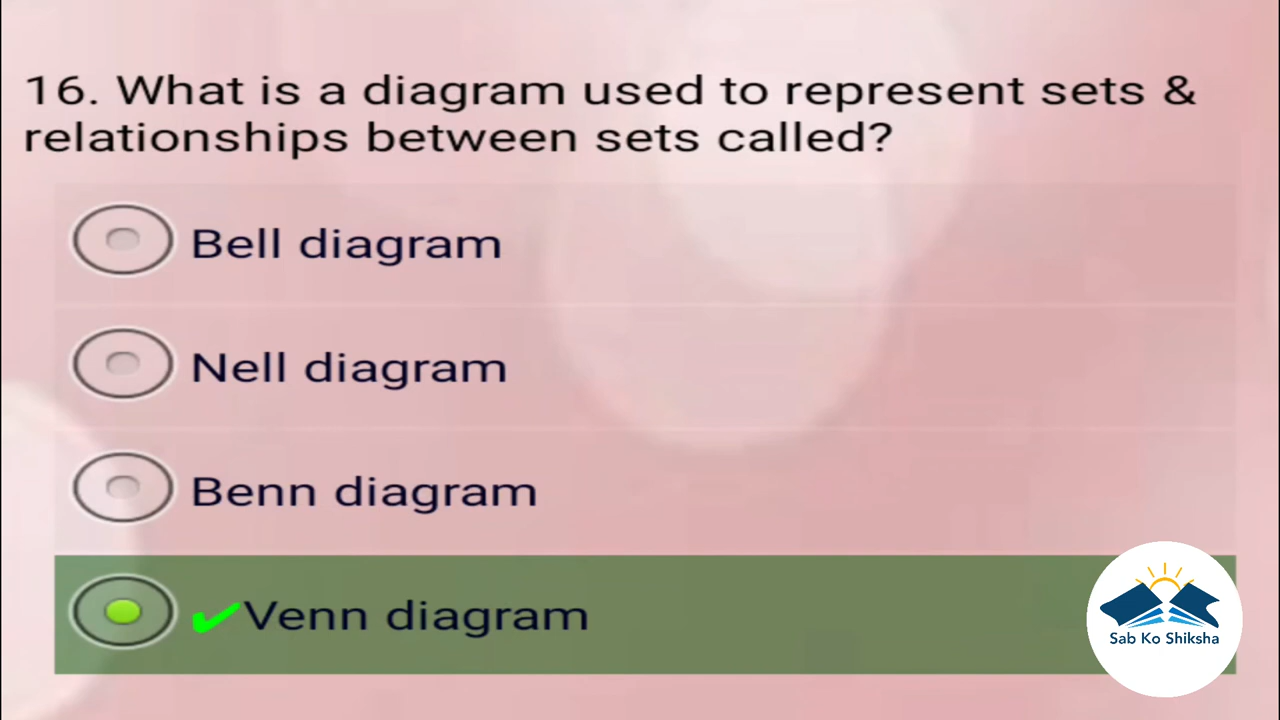 16. What is a diagram used to represent sets &
relationships between sets called?
Bell diagram
Nell diagram
Benn diagram
✔Venn diagram
Sab Ko Shiksha